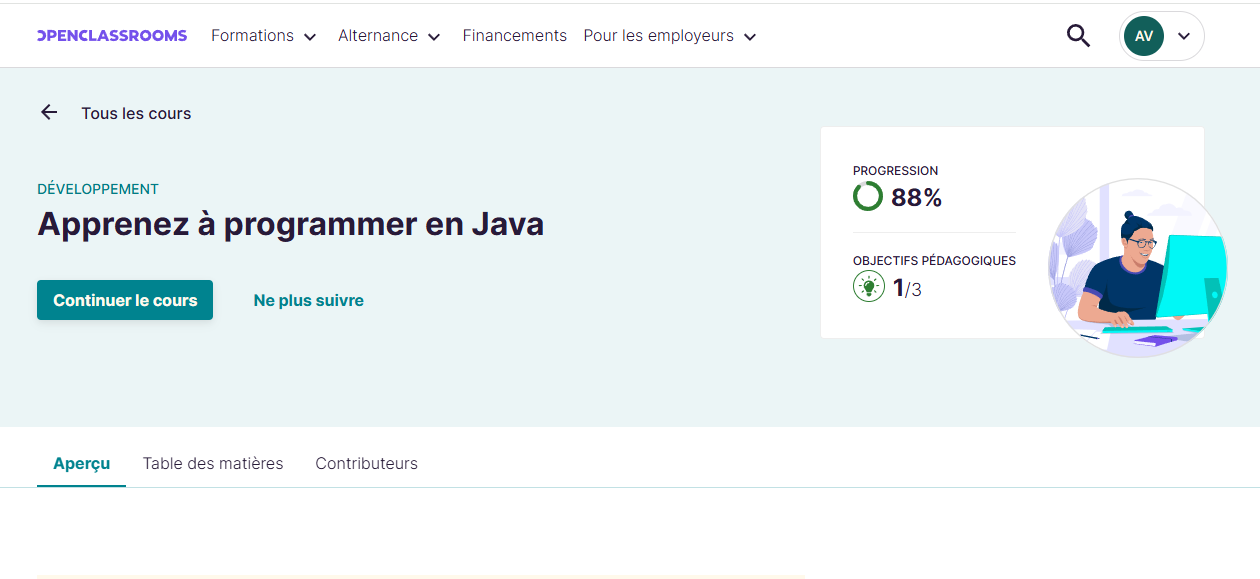 OPENCLASSROOMS Formations Alternance Financements Pour les employeurs AV
Tous les cours
DÉVELOPPEMENT
Apprenez à programmer en Java
Continuer le cours Ne plus suivre
PROGRESSION
88%
OBJECTIFS PÉDAGOGIQUES
1/3
Aperçu Table des matières Contributeurs